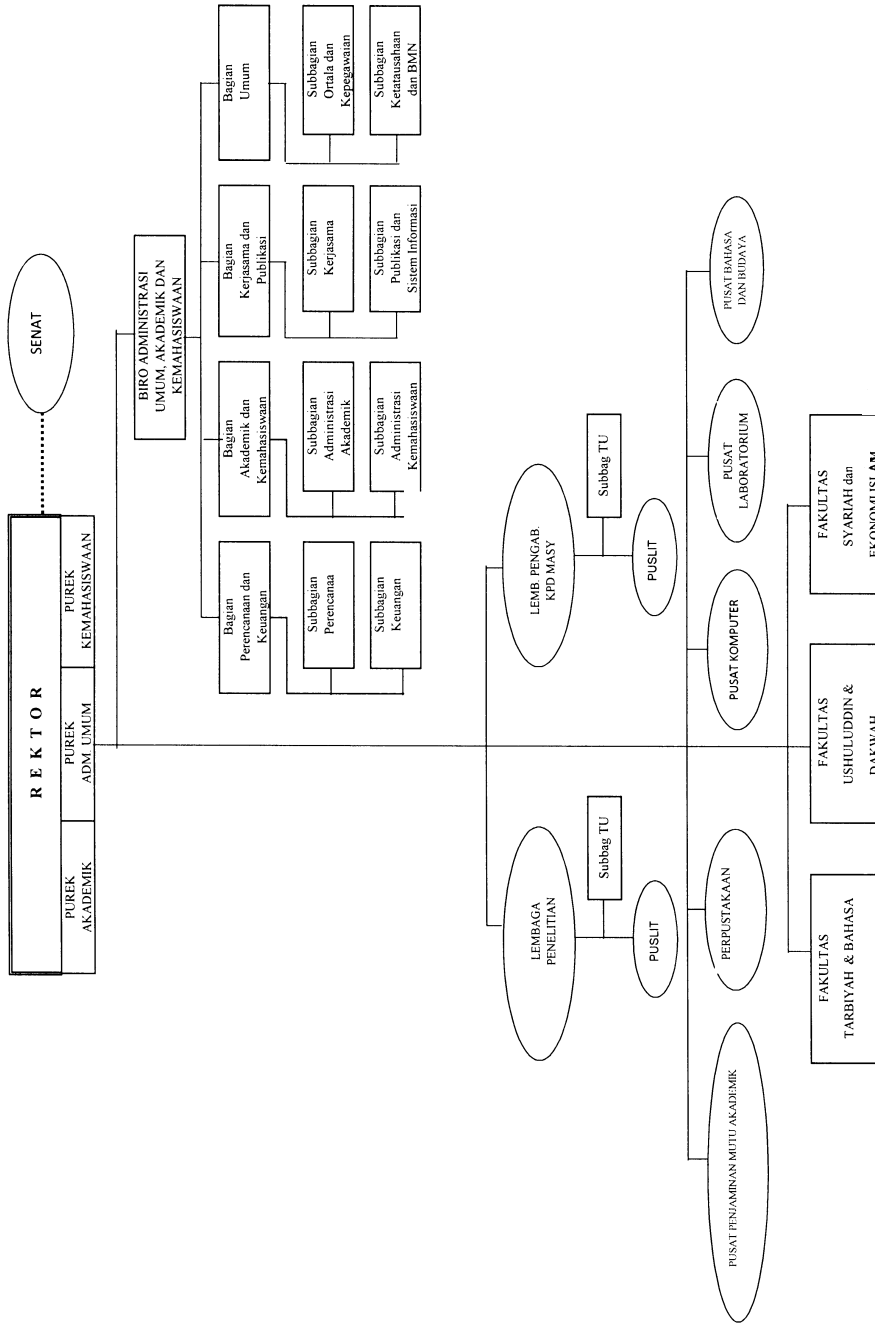 SENAT
R E K T O R
PUREK
AKADEMIK
PUREK
ADM. UMUM
PUREK
KEMAHASISWAAN
BIRO ADMINISTRASI
UMUM, AKADEMIK DAN
KEMAHASISWAAN
Bagian
Perencanaan dan
Keuangan
Bagian
Akademik dan
Kemahasiswaan
Bagian
Kerjasama dan
Publikasi
Bagian
Umum
Subbagian
Perencanaa
Subbagian
Administrasi
Akademik
Subbagian
Kerjasama
Subbagian
Ortala dan
Kepegawaian
Subbagian
Keuangan
Subbagian
Administrasi
Kemahasiswaan
Subbagian
Publikasi dan
Sistem Informasi
Subbagian
Ketatausahaan
dan BMN
LEMBAGA
PENELITIAN
LEMB. PENGAB.
KPD MASY
Subbag TU
Subbag TU
PUSLIT
PUSLIT
PUSAT PENJAMINAN MUTU AKADEMIK
PERPUSTAKAAN
PUSAT KOMPUTER
PUSAT
LABORATORIUM
PUSAT BAHASA
DAN BUDAYA
FAKULTAS
TARBIYAH & BAHASA
FAKULTAS
USHULUDDIN &
DAKWAH
FAKULTAS
SYARIAH dan
EKONOMI ISLAM